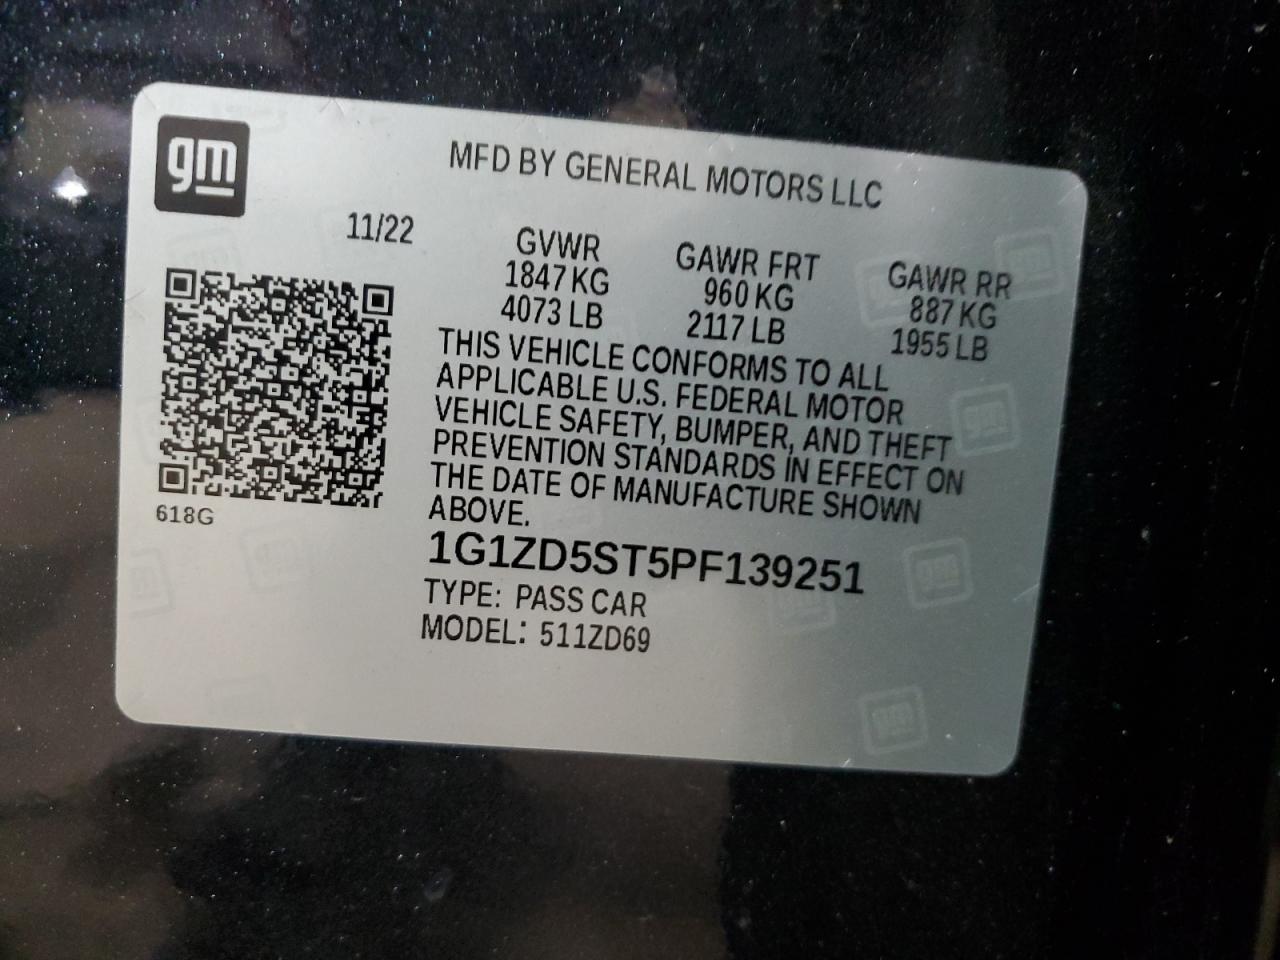 gm
MFD BY GENERAL MOTORS LLC
11/22
GVWR GAWR FRT GAWR RR
1847 KG 960 KG 887 KG
4073 LB 2117 LB 1955 LB
THIS VEHICLE CONFORMS TO ALL
APPLICABLE U.S. FEDERAL MOTOR
VEHICLE SAFETY, BUMPER, AND THEFT
PREVENTION STANDARDS IN EFFECT ON
THE DATE OF MANUFACTURE SHOWN
ABOVE.
618G
1G1ZD5ST5PF139251
TYPE: PASS CAR
MODEL: 511ZD69